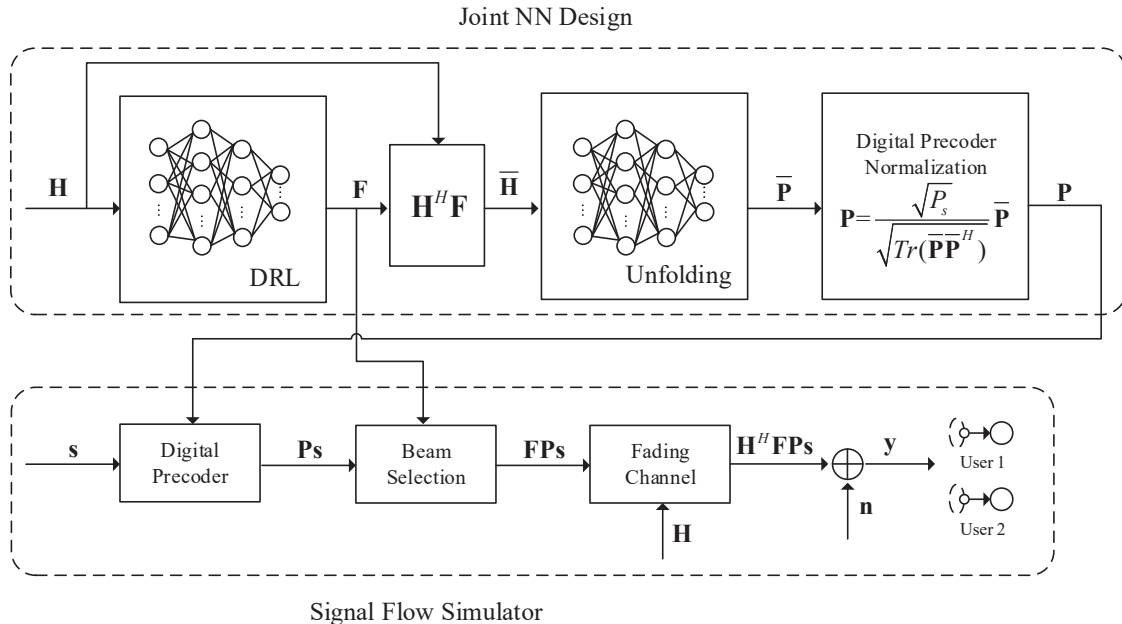 Joint NN Design
H
DRL
F
H^H F
H̅
Unfolding
P̅
Digital Precoder
Normalization
P=√P_s/√Tr(P̅P̅^H) P̅
P
s
Digital
Precoder
Ps
Beam
Selection
FPs
Fading
Channel
H
H^H FPs
n
y
User 1
User 2
Signal Flow Simulator